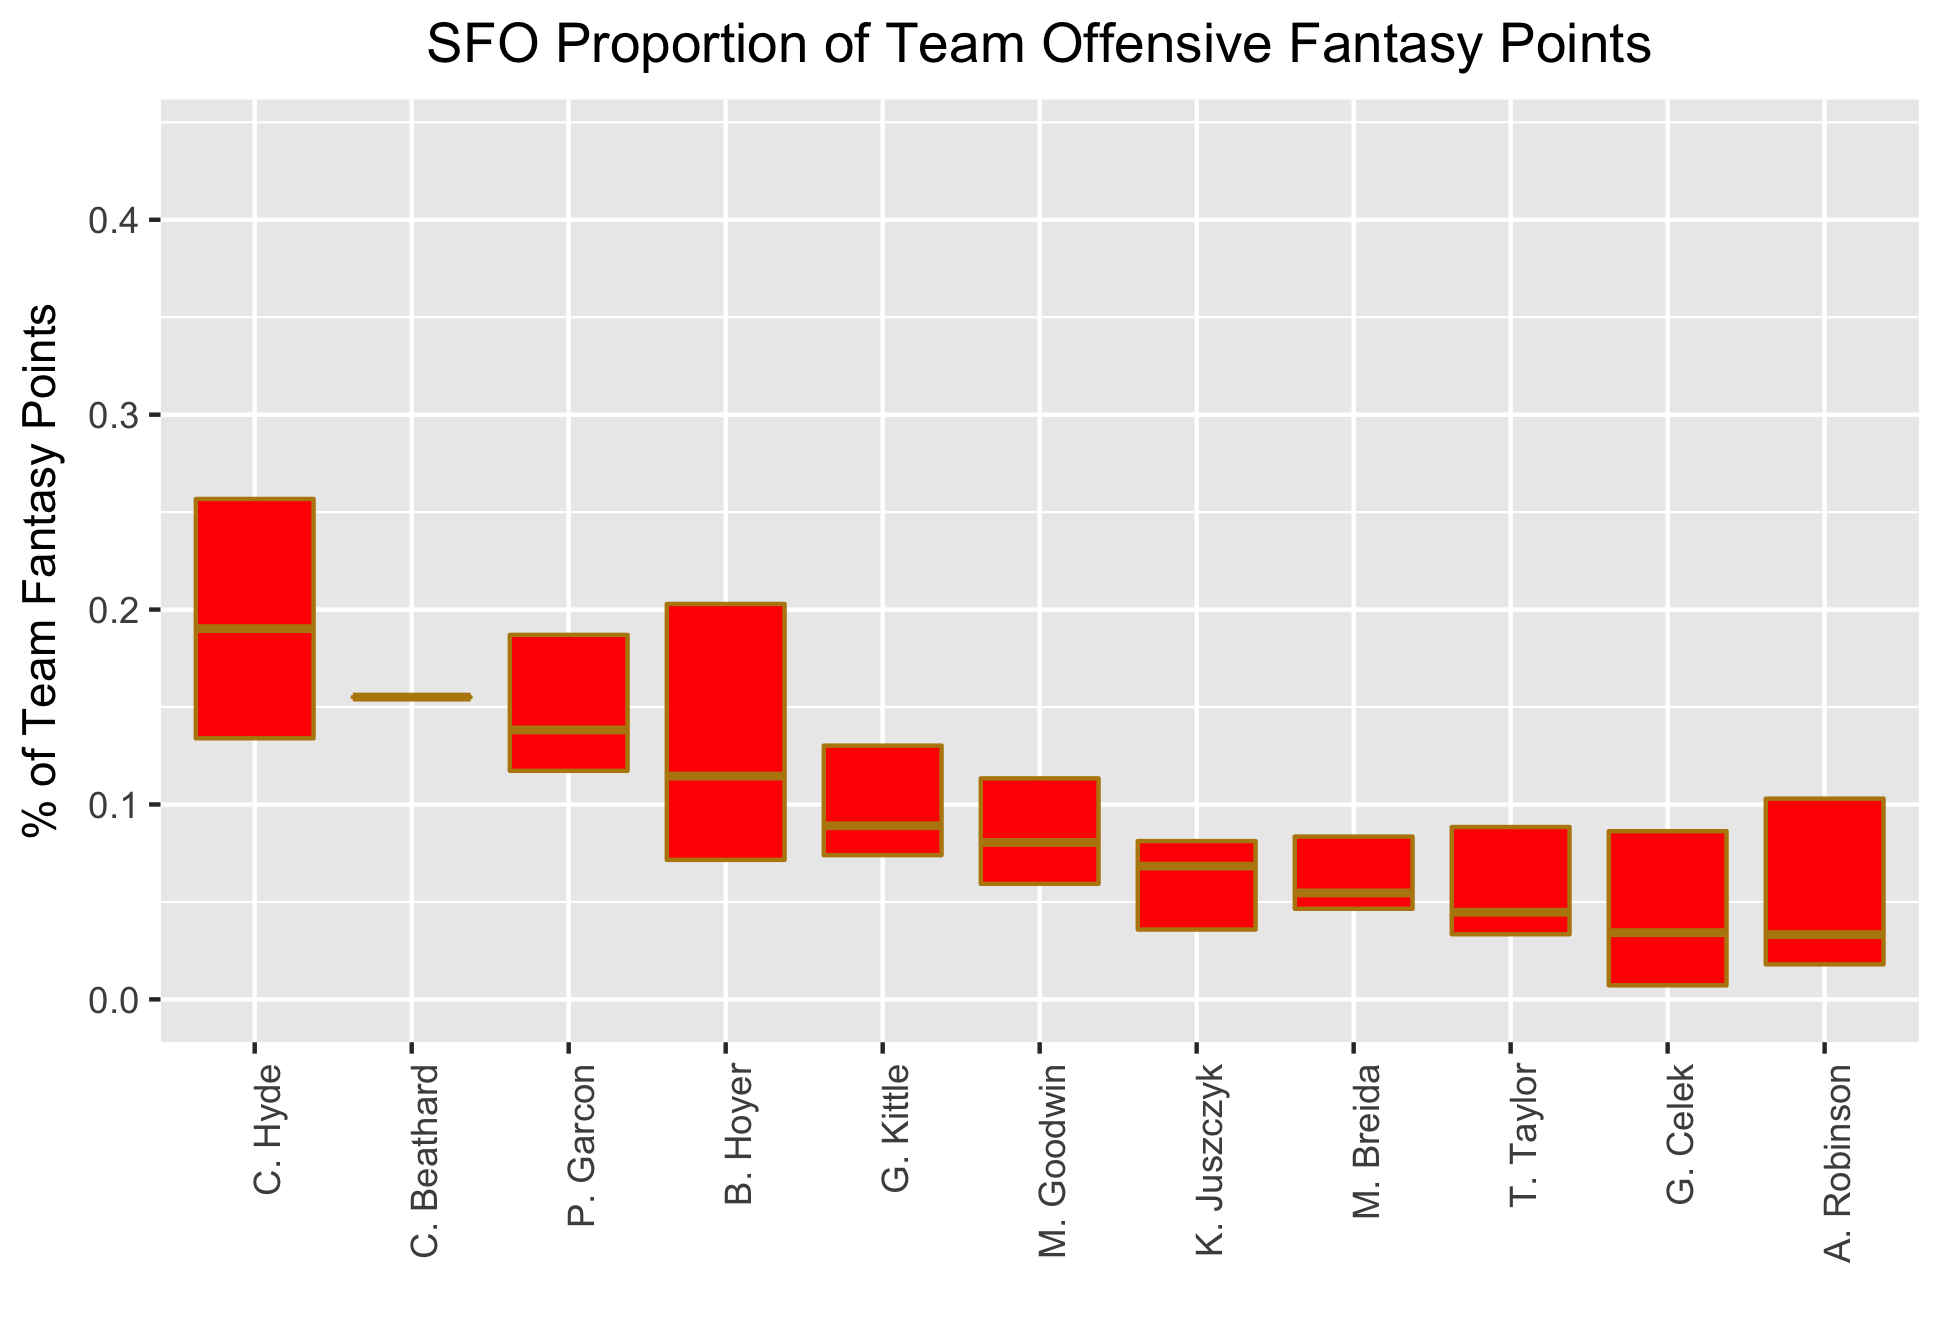 SFO Proportion of Team Offensive Fantasy Points
% of Team Fantasy Points
0.4
0.3
0.2
0.1
0.0
C. Hyde
C. Beathard
P. Garcon
B. Hoyer
G. Kittle
M. Goodwin
K. Juszczyk
M. Breida
T. Taylor
G. Celek
A. Robinson